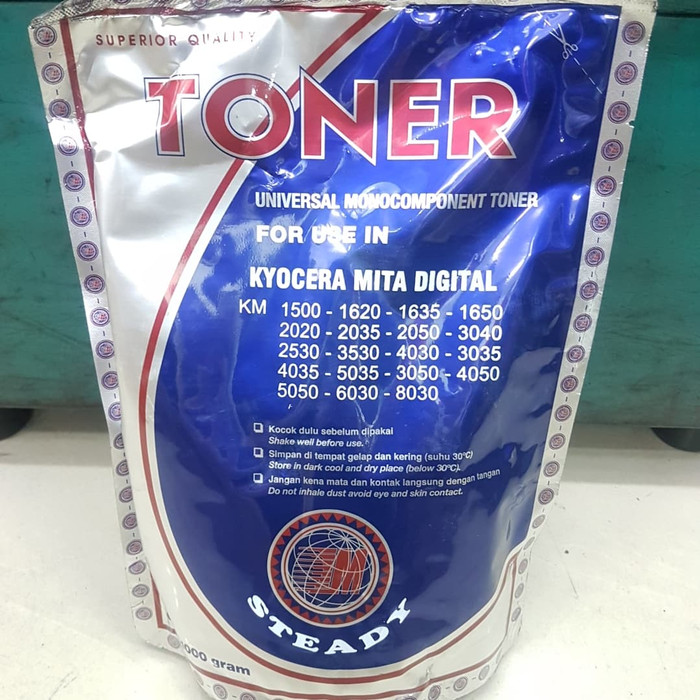 SUPERIOR QUALITY
TONER
UNIVERSAL MONOCOMPONENT TONER
FOR USE IN
KYOCERA MITA DIGITAL
KM 1500 - 1620 - 1635 - 1650
2020 - 2035 - 2050 - 3040
2530 - 3530 - 4030 - 3035
4035 - 5035 - 3050 - 4050
5050 - 6030 - 8030
Kocok dulu sebelum dipakai
Shake well before use.
Simpan di tempat gelap dan kering (suhu 30°C)
Store in dark cool and dry place (below 30°C).
Jangan kena mata dan kontak langsung dengan tangan
Do not inhale dust avoid eye and skin contact.
STEADY
gram